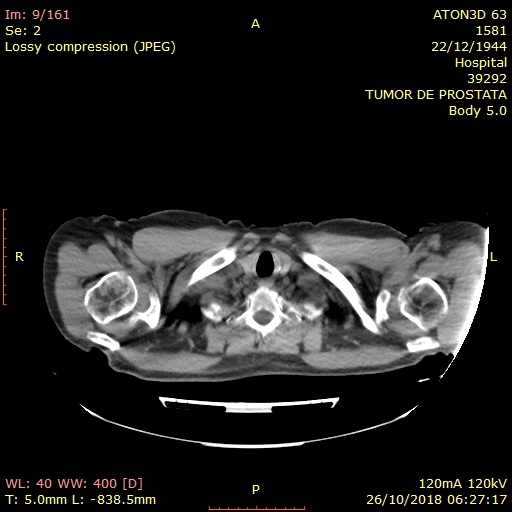 Im: 9/161
Se: 2
Lossy compression (JPEG)
A
ATON3D 63
1581
22/12/1944
Hospital
39292
TUMOR DE PROSTATA
Body 5.0
R
L
WL: 40 WW: 400 [D]
T: 5.0mm L: -838.5mm
P
120mA 120kV
26/10/2018 06:27:17